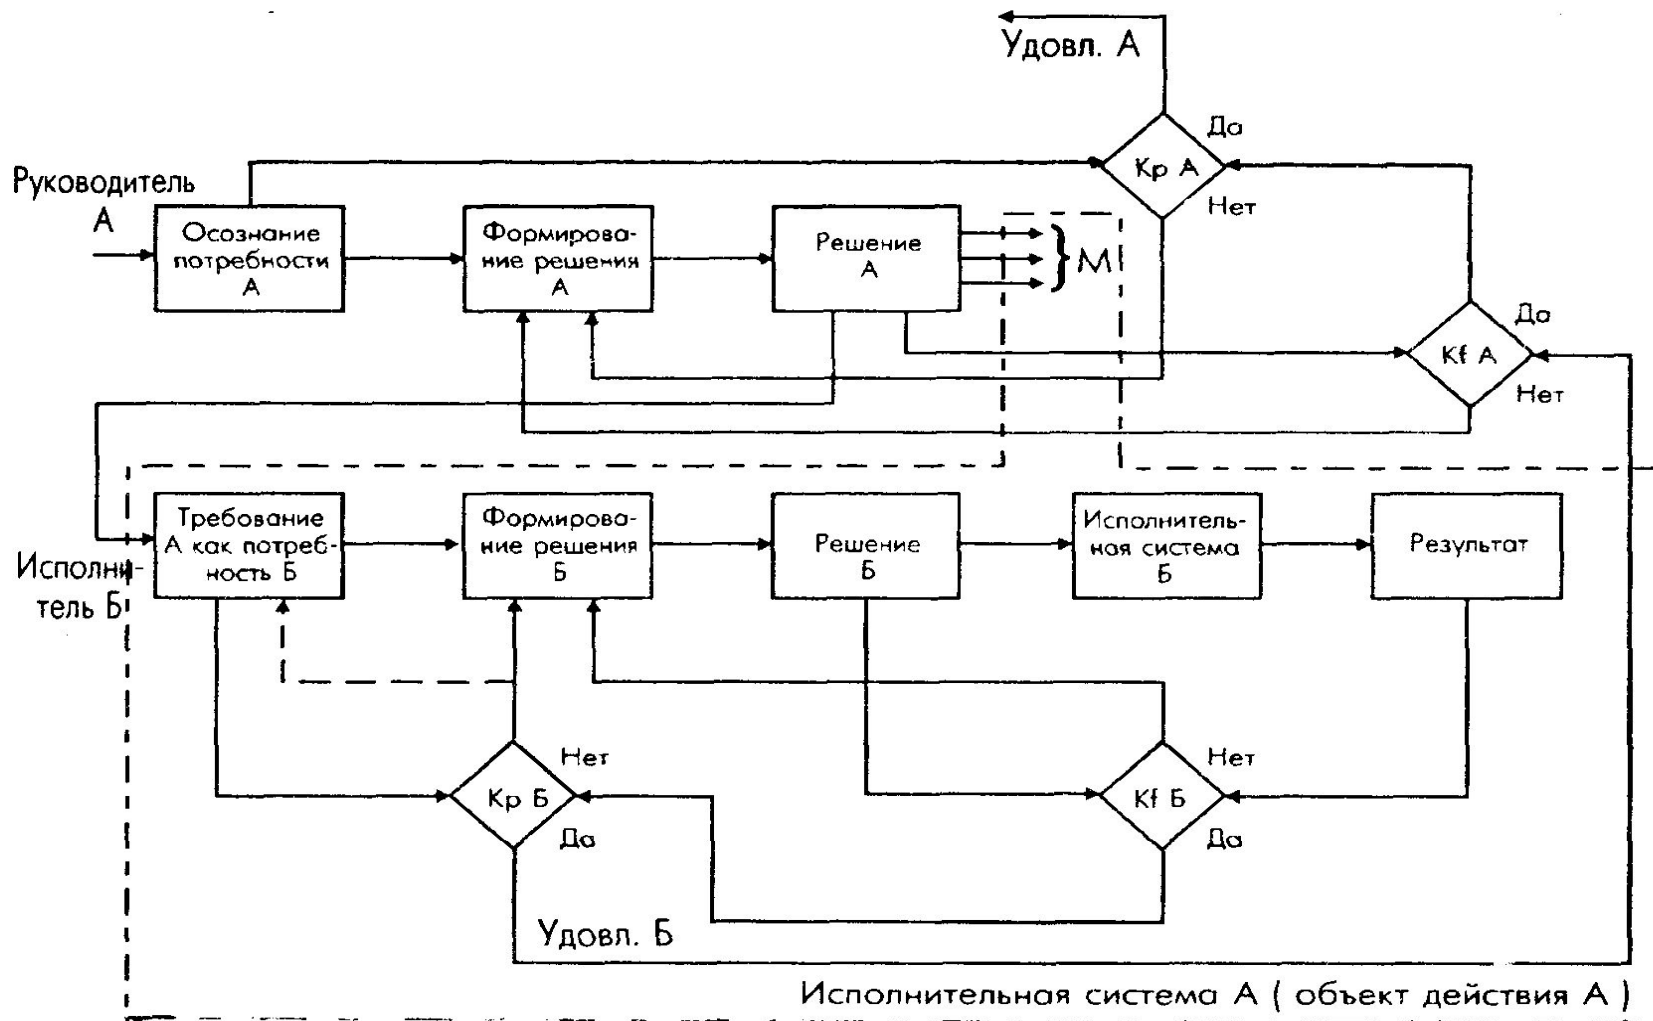 Удовл. А
Да
Кр А
Нет
Руководитель
А
Осознание
потребности
А
Формирова-
ние решения
А
Решение
А
} М
Да
Kf А
Нет
Требование
А как потреб-
ность Б
Формирова-
ние решения
Б
Решение
Б
Исполнитель-
ная система
Б
Результат
Исполни-
тель Б
Нет
Кр Б
Да
Нет
Kf Б
Да
Удовл. Б
Исполнительная система А ( объект действия А )